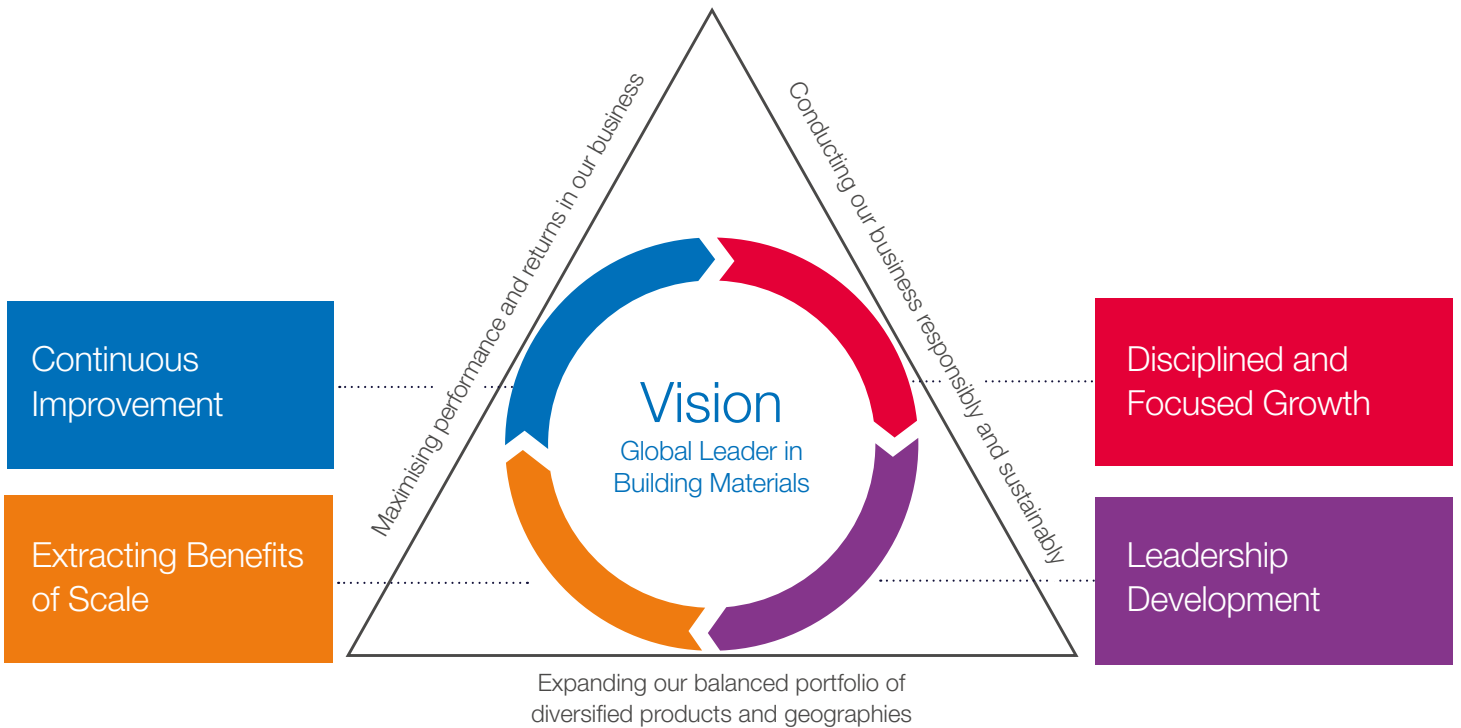 Maximising performance and returns in our business
Conducting our business responsibly and sustainably
Continuous
Improvement
Disciplined and
Focused Growth
Vision
Global Leader in
Building Materials
Extracting Benefits
of Scale
Leadership
Development
Expanding our balanced portfolio of
diversified products and geographies